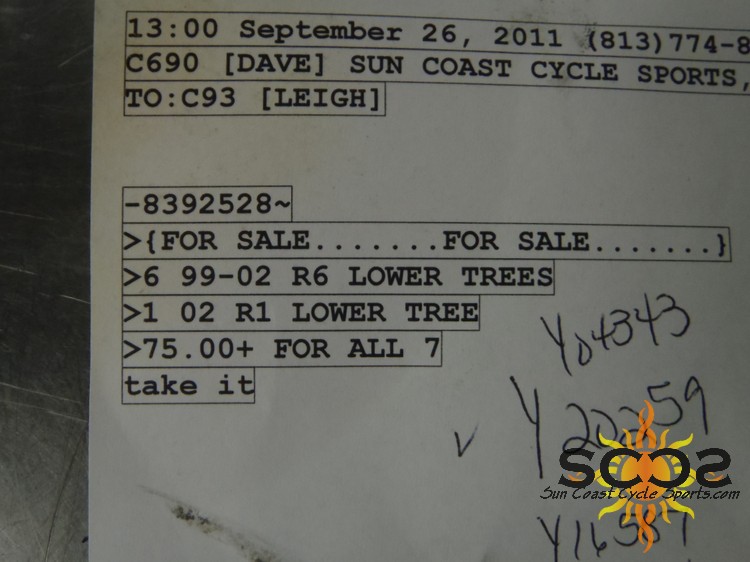 13:00 September 26, 2011 (813)774-8
C690 [DAVE] SUN COAST CYCLE SPORTS,
TO:C93 [LEIGH]
-8392528~
>{FOR SALE.......FOR SALE.......}
>6 99-02 R6 LOWER TREES
>1 02 R1 LOWER TREE
>75.00+ FOR ALL 7
take it
Y04343
Y20259
SCCS
Sun Coast Cycle Sports.com
Y16587